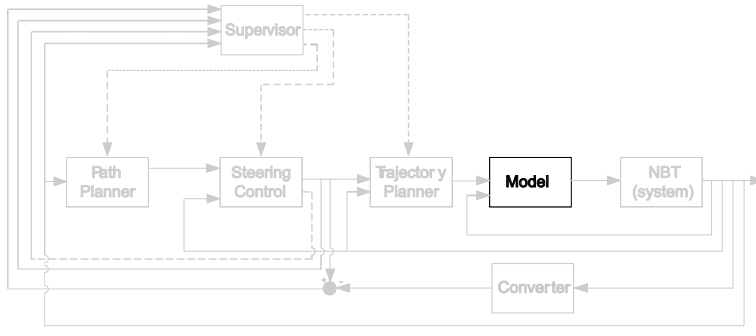 Supervisor
Path
Planner
Steering
Control
Trajector y
Planner
Model
NBT
(system)
+
-
Converter